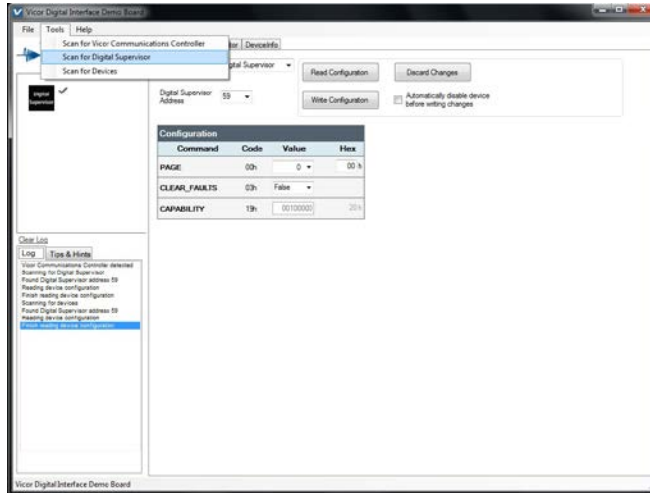 Vicor Digital Interface Demo Board
File Tools Help
Scan for Vicor Communications Controller
Scan for Digital Supervisor
Scan for Devices
tor DeviceInfo
gital Supervisor
Read Configuration
Discard Changes
Digital Supervisor
Address
59
Write Configuration
Automatically disable device
before writing changes
Digital
Supervisor
Configuration
Command Code Value Hex
PAGE 00h 0 00 h
CLEAR_FAULTS 03h False
CAPABILITY 19h 00100000 20 h
Clear Log
Log Tips & Hints
Vicor Communications Controller detected
Scanning for Digital Supervisor
Found Digital Supervisor address 59
Reading device configuration
Finish reading device configuration
Scanning for devices
Found Digital Supervisor address 59
Reading device configuration
Finish reading device configuration
Vicor Digital Interface Demo Board